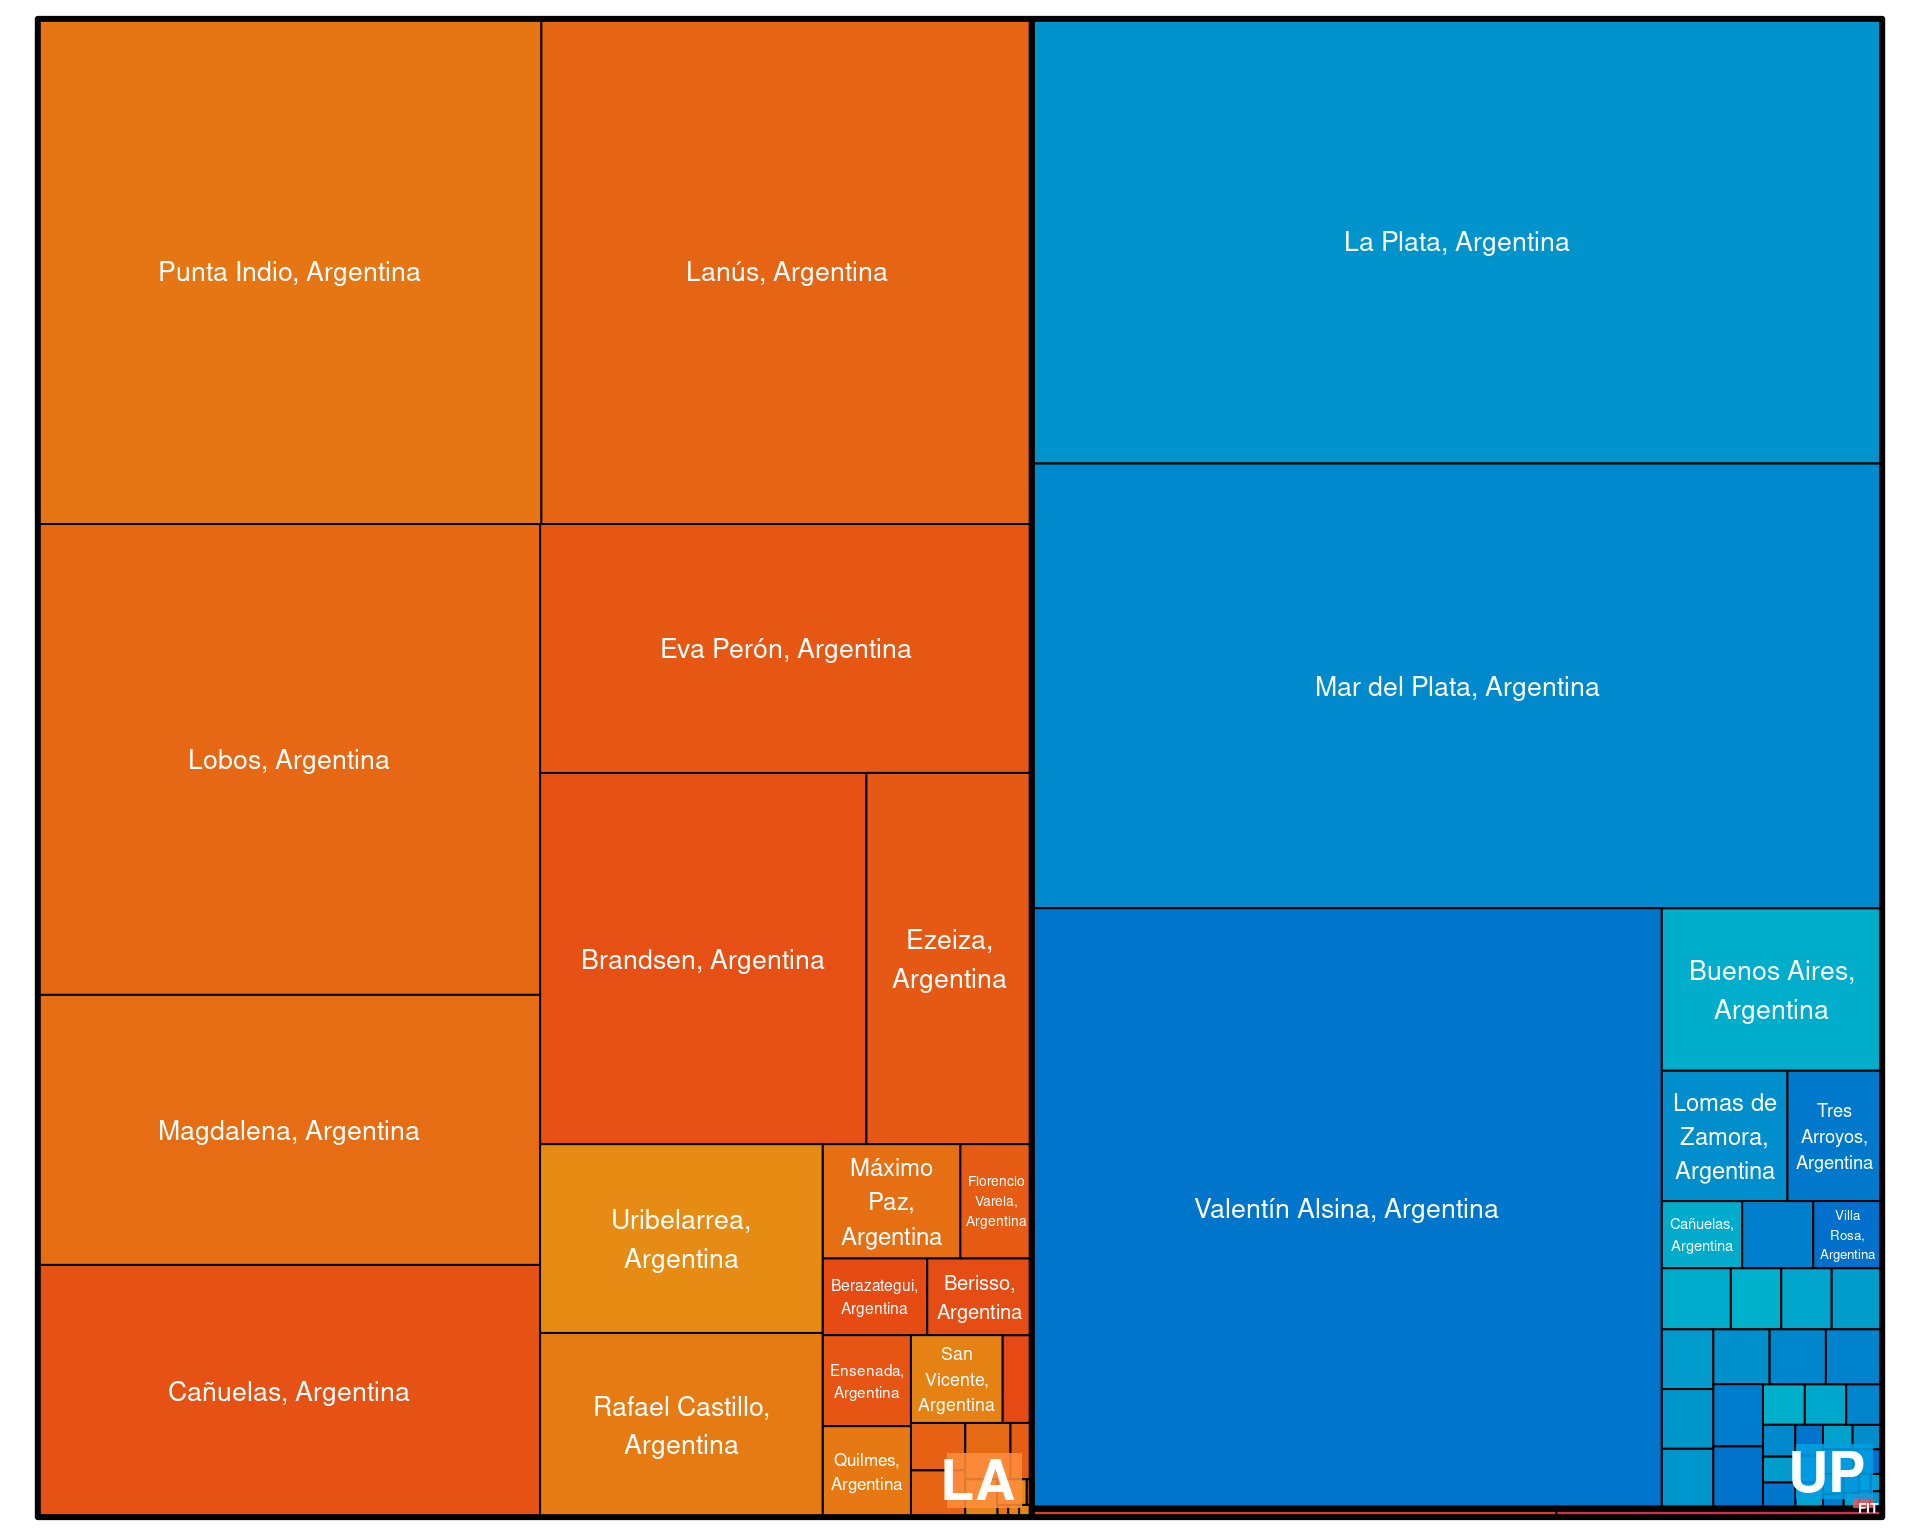 Punta Indio, Argentina
Lanús, Argentina
Lobos, Argentina
Eva Perón, Argentina
Brandsen, Argentina
Ezeiza,
Argentina
Magdalena, Argentina
Cañuelas, Argentina
Uribelarrea,
Argentina
Rafael Castillo,
Argentina
Máximo
Paz,
Argentina
Florencio
Varela,
Argentina
Berazategui,
Argentina
Berisso,
Argentina
Ensenada,
Argentina
San
Vicente,
Argentina
Quilmes,
Argentina
LA
La Plata, Argentina
Mar del Plata, Argentina
Valentín Alsina, Argentina
Buenos Aires,
Argentina
Lomas de
Zamora,
Argentina
Tres
Arroyos,
Argentina
Cañuelas,
Argentina
Villa
Rosa,
Argentina
UP
FIT